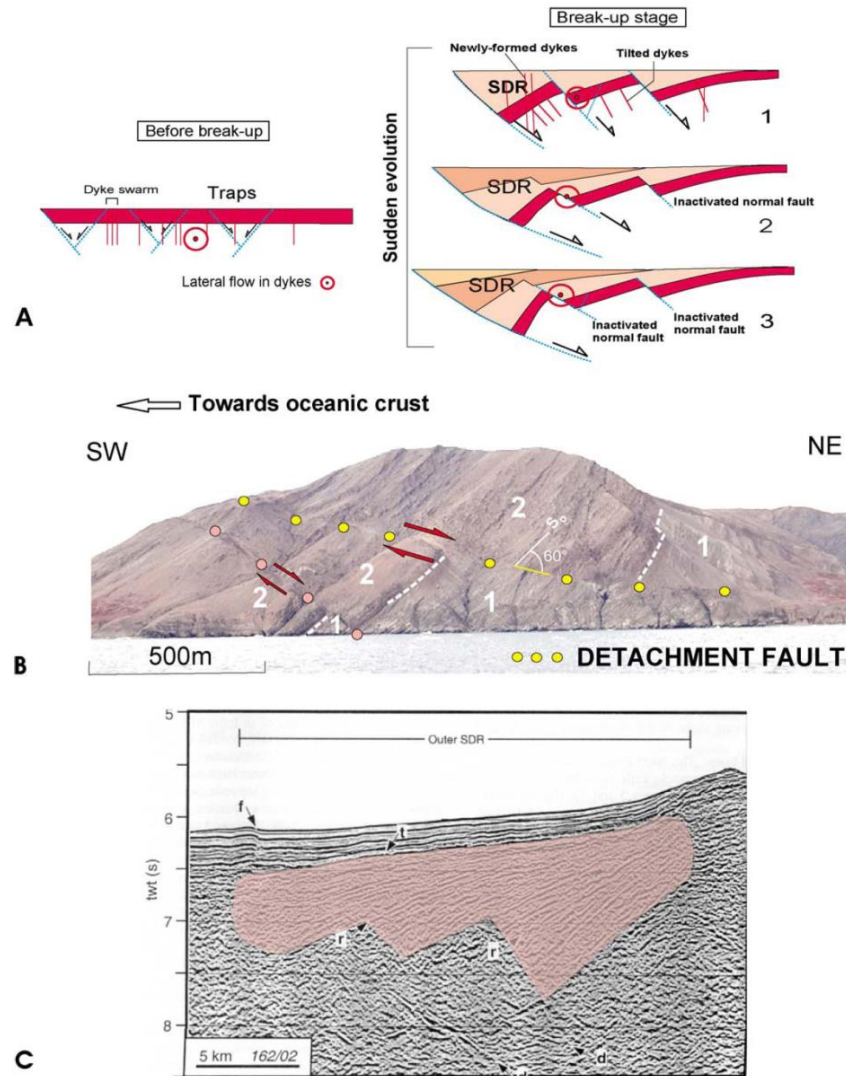 Break-up stage
Newly-formed dykes
Tilted dykes
SDR
1
Before break-up
Sudden evolution
Dyke swarm
Traps
SDR
Inactivated normal fault
2
Lateral flow in dykes
SDR
Inactivated
normal fault
Inactivated
normal fault
3
A
Towards oceanic crust
SW
NE
2
S°
60°
1
2
2
1
1
500m
DETACHMENT FAULT
B
5
Outer SDR
f
6
t
twt (s)
7
r
r
8
d
5 km 162/02
C